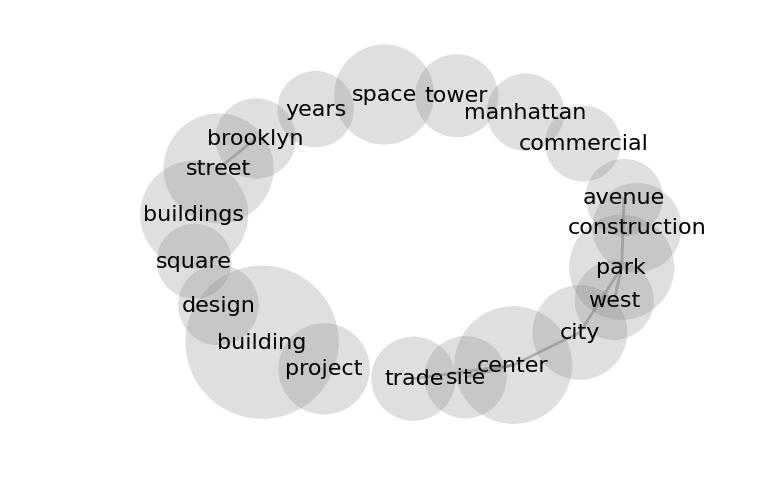 space
tower
years
manhattan
brooklyn
commercial
street
avenue
buildings
construction
square
park
west
design
city
building
center
project
trade
site